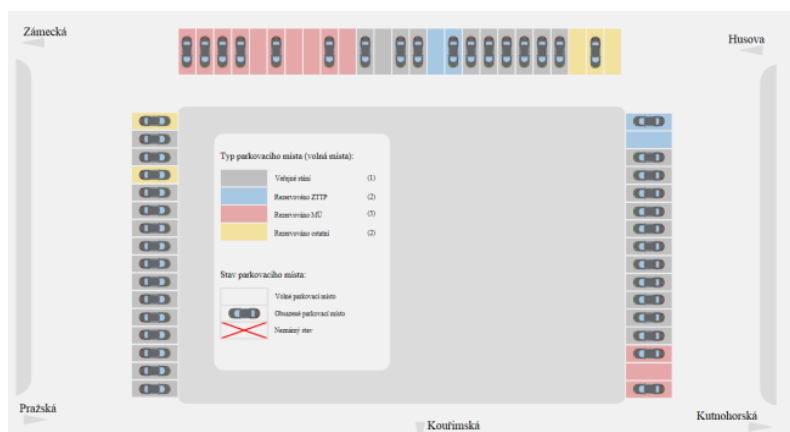 Zámecká
Husova
Typ parkovacího místa (volná místa):
Veřejné stání (1)
Rezervováno ZTTP (2)
Rezervováno MÚ (5)
Rezervováno ostatní (2)
Stav parkovacího místa:
Volné parkovací místo
Obsazené parkovací místo
Neznámý stav
Pražská
Kouřimská
Kutnohorská